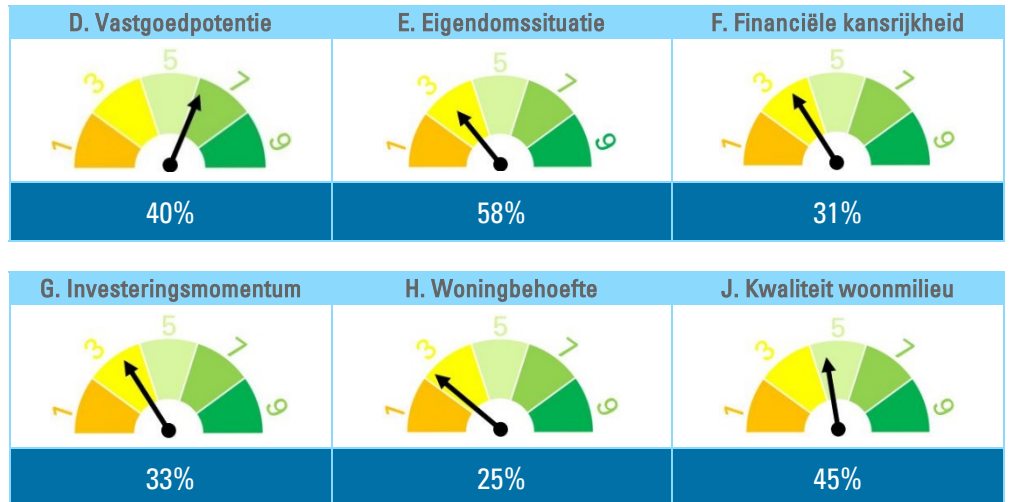 D. Vastgoedpotentie
E. Eigendomssituatie
F. Financiële kansrijkheid
1 3 5 7 9
1 3 5 7 9
1 3 5 7 9
40%
58%
31%
G. Investeringsmomentum
H. Woningbehoefte
J. Kwaliteit woonmilieu
1 3 5 7 9
1 3 5 7 9
1 3 5 7 9
33%
25%
45%